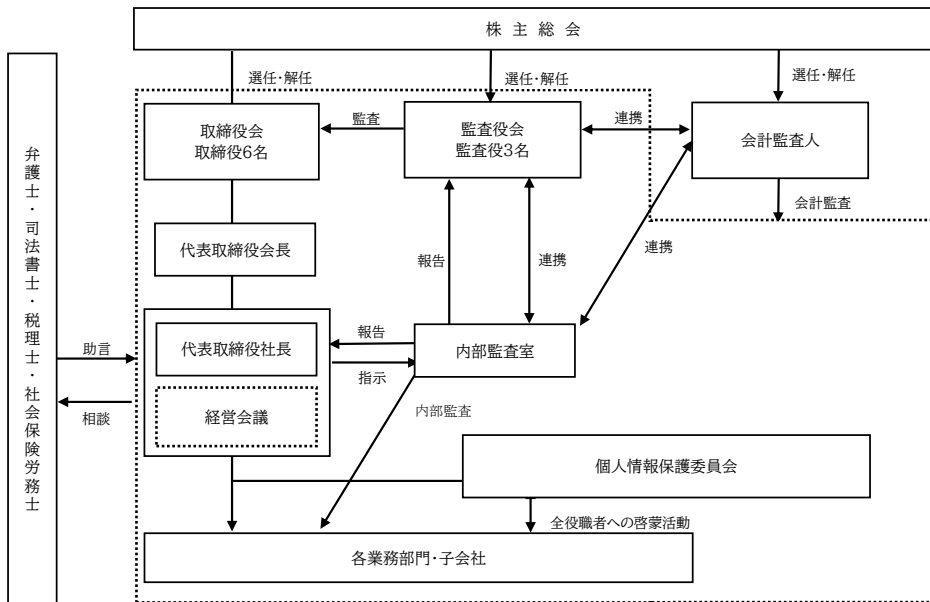 株主総会
選任・解任
選任・解任
選任・解任
取締役会
取締役6名
監査
監査役会
監査役3名
連携
会計監査人
会計監査
弁護士・司法書士・税理士・社会保険労務士
代表取締役会長
報告
連携
連携
代表取締役社長
報告
指示
内部監査室
助言
相談
経営会議
内部監査
個人情報保護委員会
全役職者への啓蒙活動
各業務部門・子会社